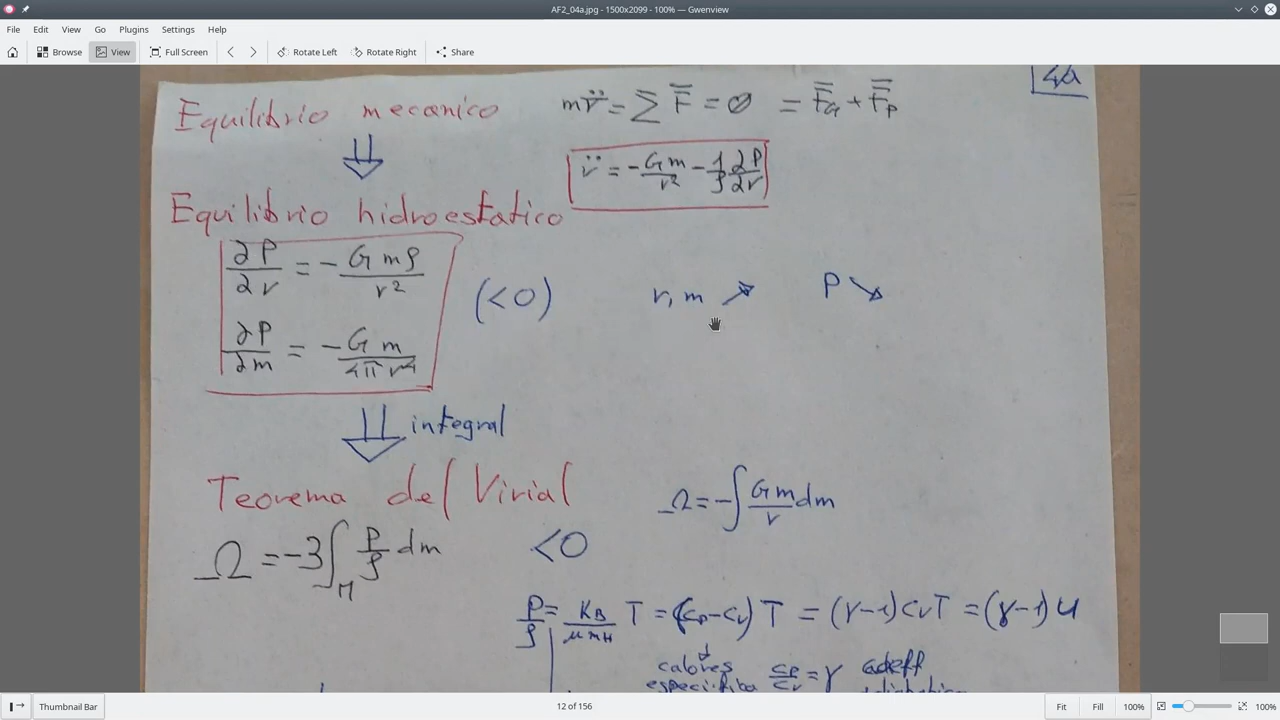 AF2_04a.jpg - 1500x2099 - 100% — Gwenview
File Edit View Go Plugins Settings Help
Browse View Full Screen Rotate Left Rotate Right Share
4a
Equilibrio mecanico m r̈ = Σ F̄ = 0 = F̄_G + F̄_P
⇓
r̈ = -Gm/r² - 1/ρ ∂P/∂r
Equilibrio hidroestatico
∂P/∂r = - Gmρ/r² (<0) r, m ↗ P ↘
∂P/∂m = - Gm/4πr⁴
⇓ integral
Teorema del Virial Ω = -∫ Gm/r dm
Ω = -3 ∫_M P/ρ dm <0
P/ρ = K_B/μm_H T = (c_p - c_v) T = (γ-1) c_v T = (γ-1) u
calores c_p/c_v = γ
12 of 156
Thumbnail Bar Fit Fill 100% 100%